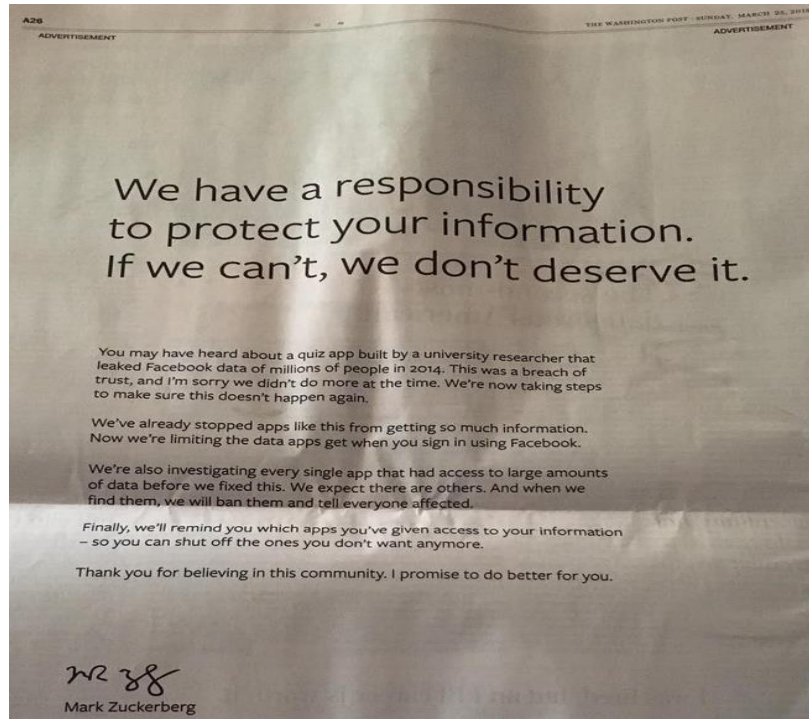 A26
THE WASHINGTON POST · SUNDAY, MARCH 25, 2018
ADVERTISEMENT
ADVERTISEMENT
We have a responsibility
to protect your information.
If we can't, we don't deserve it.
You may have heard about a quiz app built by a university researcher that
leaked Facebook data of millions of people in 2014. This was a breach of
trust, and I'm sorry we didn't do more at the time. We're now taking steps
to make sure this doesn't happen again.
We've already stopped apps like this from getting so much information.
Now we're limiting the data apps get when you sign in using Facebook.
We're also investigating every single app that had access to large amounts
of data before we fixed this. We expect there are others. And when we
find them, we will ban them and tell everyone affected.
Finally, we'll remind you which apps you've given access to your information
– so you can shut off the ones you don't want anymore.
Thank you for believing in this community. I promise to do better for you.
Mark Zuckerberg